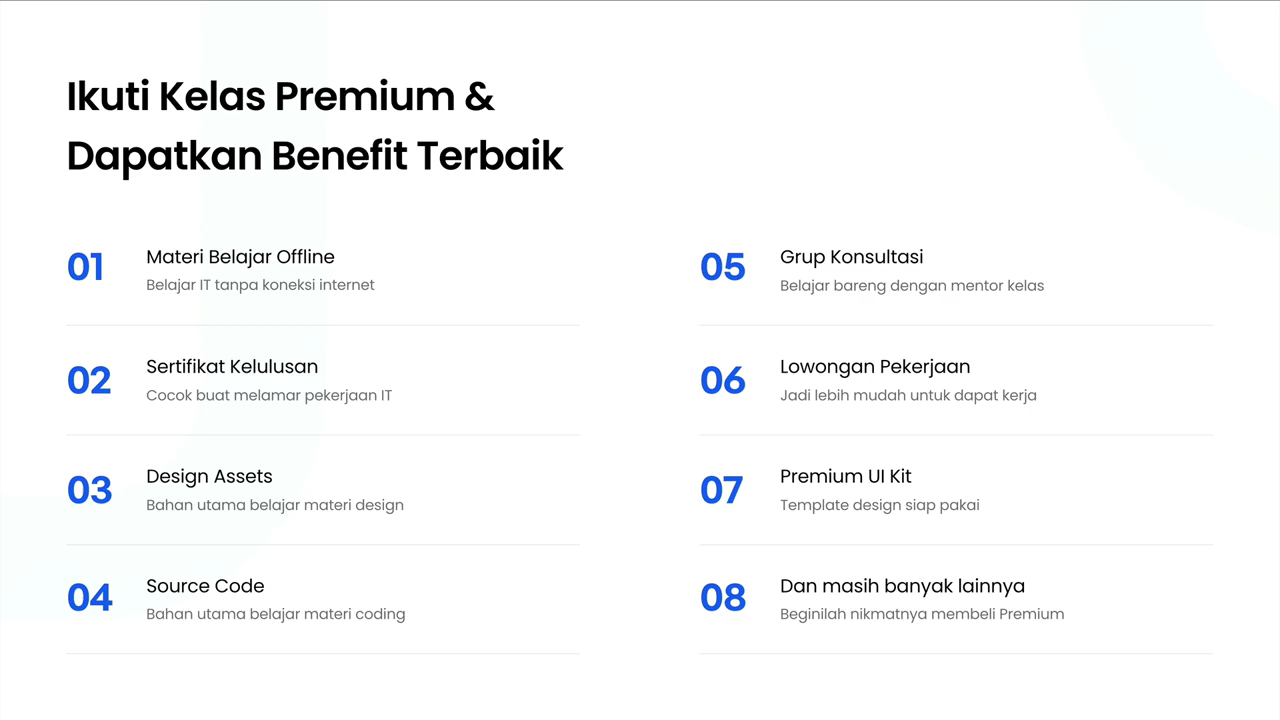 Ikuti Kelas Premium &
Dapatkan Benefit Terbaik
01
Materi Belajar Offline
Belajar IT tanpa koneksi internet
02
Sertifikat Kelulusan
Cocok buat melamar pekerjaan IT
03
Design Assets
Bahan utama belajar materi design
04
Source Code
Bahan utama belajar materi coding
05
Grup Konsultasi
Belajar bareng dengan mentor kelas
06
Lowongan Pekerjaan
Jadi lebih mudah untuk dapat kerja
07
Premium UI Kit
Template design siap pakai
08
Dan masih banyak lainnya
Beginilah nikmatnya membeli Premium